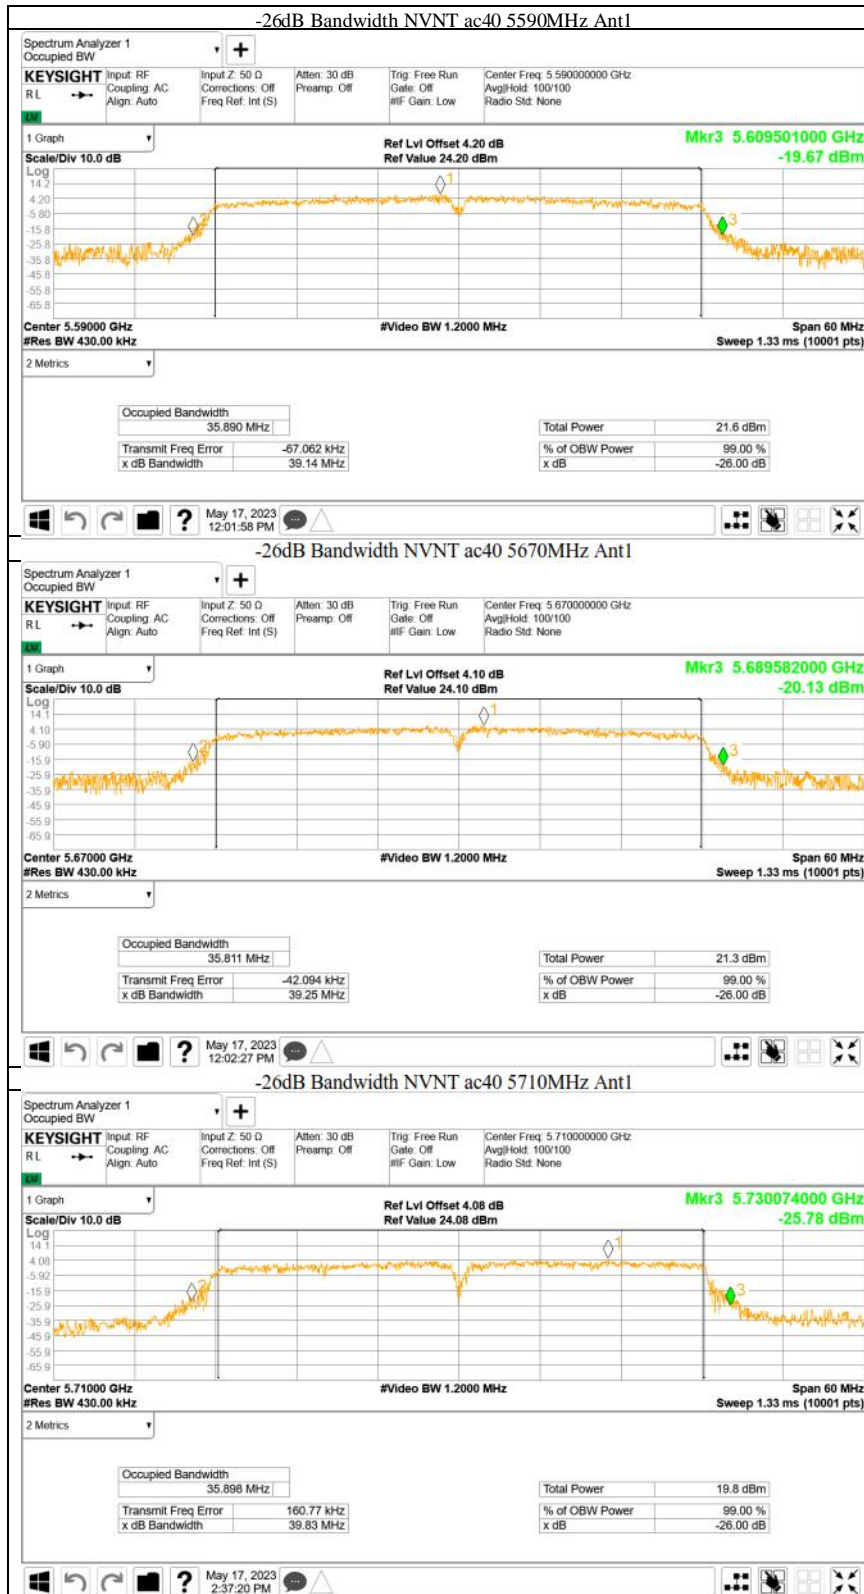 -26dB Bandwidth NVNT ac40 5590MHz Ant1
Spectrum Analyzer 1
Occupied BW
KEYSIGHT Input: RF Input Z: 50 Ω Atten: 30 dB Trig: Free Run Center Freq: 5.590000000 GHz
RL Coupling: AC Corrections: Off Preamp: Off Gate: Off Avg|Hold: 100/100
Align: Auto Freq Ref: Int (S) #IF Gain: Low Radio Std: None
1 Graph Ref Lvl Offset 4.20 dB Mkr3 5.609501000 GHz
Scale/Div 10.0 dB Ref Value 24.20 dBm -19.67 dBm
Log
14.2 1
4.20
-5.80 2 3
-15.8
-25.8
-35.8
-45.8
-55.8
-65.8
Center 5.59000 GHz #Video BW 1.2000 MHz Span 60 MHz
#Res BW 430.00 kHz Sweep 1.33 ms (10001 pts)
2 Metrics
Occupied Bandwidth
35.890 MHz Total Power 21.6 dBm
Transmit Freq Error -67.062 kHz % of OBW Power 99.00 %
x dB Bandwidth 39.14 MHz x dB -26.00 dB
? May 17, 2023
12:01:58 PM
-26dB Bandwidth NVNT ac40 5670MHz Ant1
Spectrum Analyzer 1
Occupied BW
KEYSIGHT Input: RF Input Z: 50 Ω Atten: 30 dB Trig: Free Run Center Freq: 5.670000000 GHz
RL Coupling: AC Corrections: Off Preamp: Off Gate: Off Avg|Hold: 100/100
Align: Auto Freq Ref: Int (S) #IF Gain: Low Radio Std: None
1 Graph Ref Lvl Offset 4.10 dB Mkr3 5.689582000 GHz
Scale/Div 10.0 dB Ref Value 24.10 dBm -20.13 dBm
Log
14.1 1
4.10
-5.90 2 3
-15.9
-25.9
-35.9
-45.9
-55.9
-65.9
Center 5.67000 GHz #Video BW 1.2000 MHz Span 60 MHz
#Res BW 430.00 kHz Sweep 1.33 ms (10001 pts)
2 Metrics
Occupied Bandwidth
35.811 MHz Total Power 21.3 dBm
Transmit Freq Error -42.094 kHz % of OBW Power 99.00 %
x dB Bandwidth 39.25 MHz x dB -26.00 dB
? May 17, 2023
12:02:27 PM
-26dB Bandwidth NVNT ac40 5710MHz Ant1
Spectrum Analyzer 1
Occupied BW
KEYSIGHT Input: RF Input Z: 50 Ω Atten: 30 dB Trig: Free Run Center Freq: 5.710000000 GHz
RL Coupling: AC Corrections: Off Preamp: Off Gate: Off Avg|Hold: 100/100
Align: Auto Freq Ref: Int (S) #IF Gain: Low Radio Std: None
1 Graph Ref Lvl Offset 4.08 dB Mkr3 5.730074000 GHz
Scale/Div 10.0 dB Ref Value 24.08 dBm -25.78 dBm
Log
14.1 1
4.08
-5.92 2 3
-15.9
-25.9
-35.9
-45.9
-55.9
-65.9
Center 5.71000 GHz #Video BW 1.2000 MHz Span 60 MHz
#Res BW 430.00 kHz Sweep 1.33 ms (10001 pts)
2 Metrics
Occupied Bandwidth
35.898 MHz Total Power 19.8 dBm
Transmit Freq Error 160.77 kHz % of OBW Power 99.00 %
x dB Bandwidth 39.83 MHz x dB -26.00 dB
? May 17, 2023
2:37:20 PM